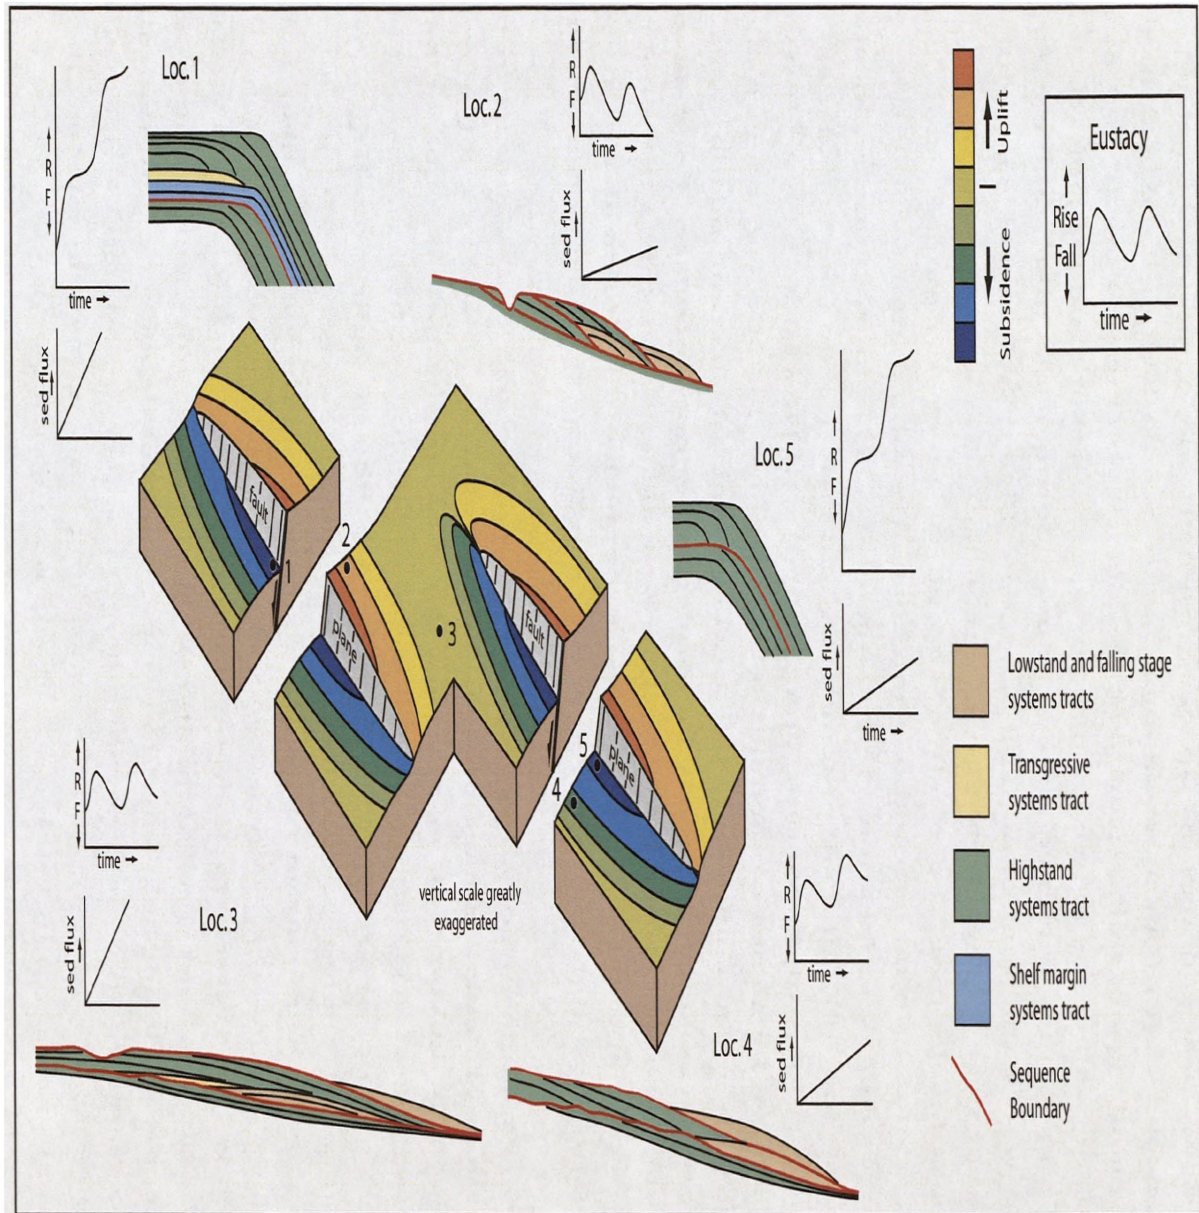 Loc. 1
R
F
time
sed flux
Loc.2
R
F
time
sed flux
Uplift
Subsidence
Eustacy
Rise
Fall
time
fault
1
2
plane
3
fault
plane
5
4
Loc. 5
R
F
sed flux
time
Lowstand and falling stage
systems tracts
Transgressive
systems tract
Highstand
systems tract
Shelf margin
systems tract
Sequence
Boundary
R
F
time
sed flux
Loc.3
vertical scale greatly
exaggerated
R
F
time
sed flux
Loc. 4